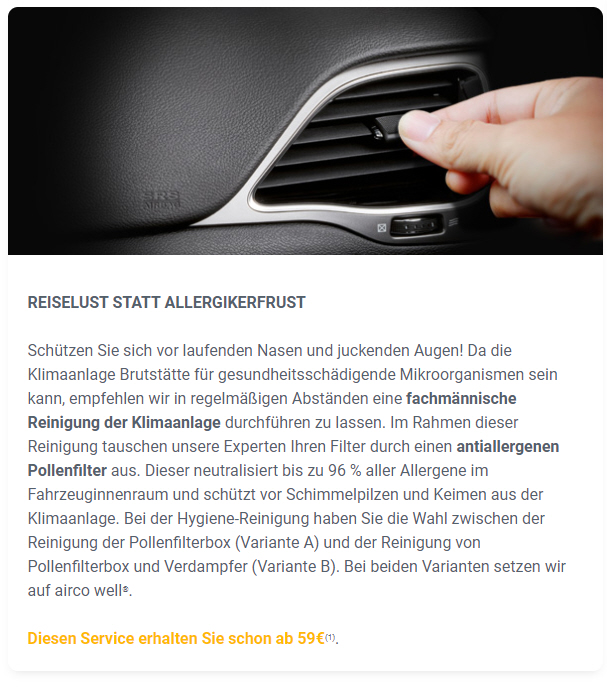 REISELUST STATT ALLERGIKERFRUST
Schützen Sie sich vor laufenden Nasen und juckenden Augen! Da die
Klimaanlage Brutstätte für gesundheitsschädigende Mikroorganismen sein
kann, empfehlen wir in regelmäßigen Abständen eine fachmännische
Reinigung der Klimaanlage durchführen zu lassen. Im Rahmen dieser
Reinigung tauschen unsere Experten Ihren Filter durch einen antiallergenen
Pollenfilter aus. Dieser neutralisiert bis zu 96 % aller Allergene im
Fahrzeuginnenraum und schützt vor Schimmelpilzen und Keimen aus der
Klimaanlage. Bei der Hygiene-Reinigung haben Sie die Wahl zwischen der
Reinigung der Pollenfilterbox (Variante A) und der Reinigung von
Pollenfilterbox und Verdampfer (Variante B). Bei beiden Varianten setzen wir
auf airco well®.
Diesen Service erhalten Sie schon ab 59€(1).